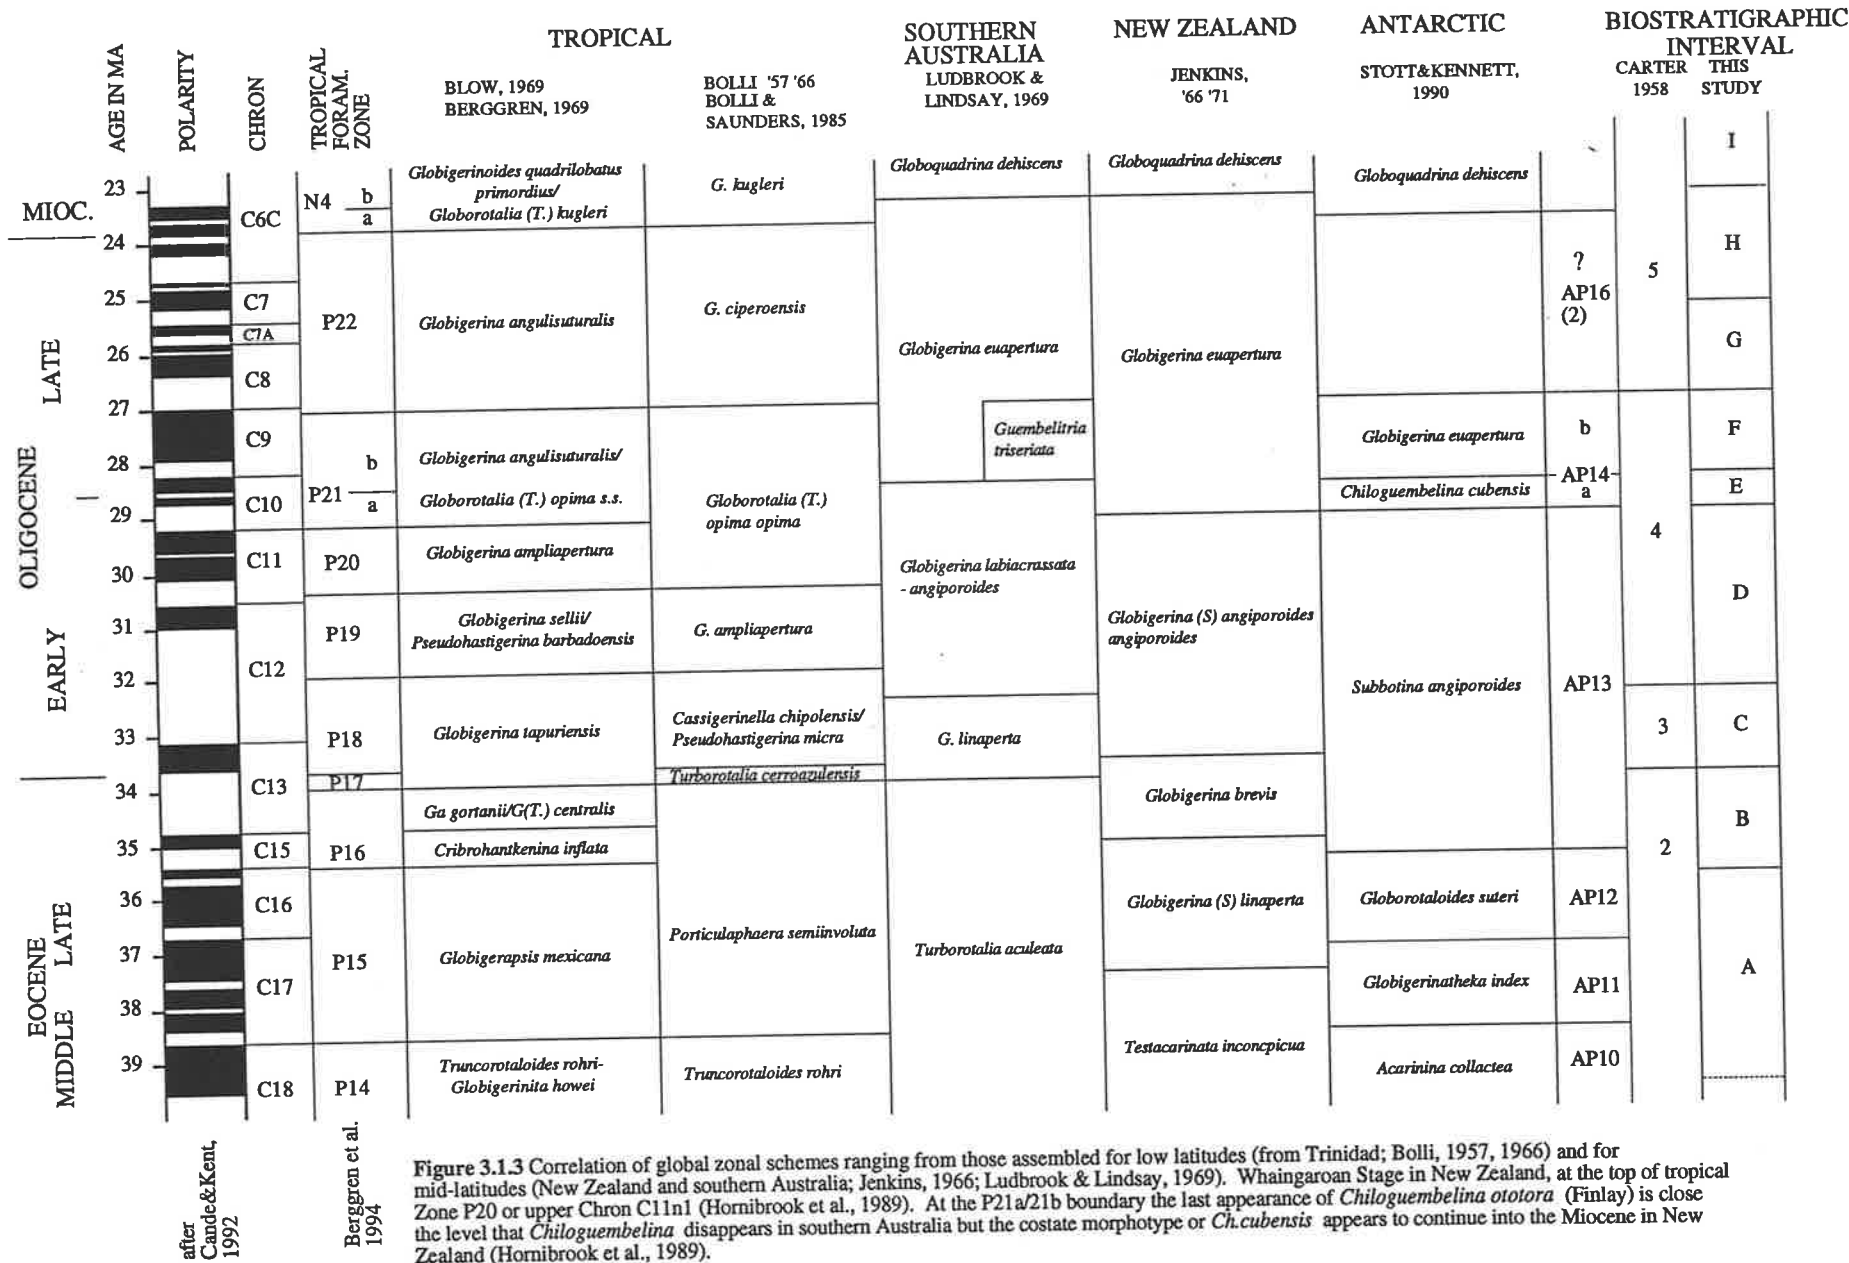 TROPICAL
SOUTHERN
AUSTRALIA
NEW ZEALAND
ANTARCTIC
BIOSTRATIGRAPHIC
INTERVAL
AGE IN MA
POLARITY
CHRON
TROPICAL
FORAM.
ZONE
BLOW, 1969
BERGGREN, 1969
BOLLI '57 '66
BOLLI &
SAUNDERS, 1985
LUDBROOK &
LINDSAY, 1969
JENKINS,
'66 '71
STOTT&KENNETT,
1990
CARTER
1958
THIS
STUDY
MIOC.
LATE
OLIGOCENE
EARLY
LATE
EOCENE
MIDDLE
23
24
25
26
27
28
29
30
31
32
33
34
35
36
37
38
39
C6C
C7
C7A
C8
C9
C10
C11
C12
C13
C15
C16
C17
C18
N4
b
a
P22
b
P21
a
P20
P19
P18
P17
P16
P15
P14
Globigerinoides quadrilobatus
primordius/
Globorotalia (T.) kugleri
Globigerina angulisuturalis
Globigerina angulisuturalis/
Globorotalia (T.) opima s.s.
Globigerina ampliapertura
Globigerina sellii/
Pseudohastigerina barbadoensis
Globigerina tapuriensis
Ga gortanii/G(T.) centralis
Cribrohantkenina inflata
Globigerapsis mexicana
Truncorotaloides rohri-
Globigerinita howei
G. kugleri
G. ciperoensis
Globorotalia (T.)
opima opima
G. ampliapertura
Cassigerinella chipolensis/
Pseudohastigerina micra
Turborotalia cerroazulensis
Porticulaphaera semiinvoluta
Truncorotaloides rohri
Globoquadrina dehiscens
Globigerina euapertura
Guembelitria
triseriata
Globigerina labiacrassata
- angiporoides
G. linaperta
Turborotalia aculeata
Globoquadrina dehiscens
Globigerina euapertura
Globigerina (S) angiporoides
angiporoides
Globigerina brevis
Globigerina (S) linaperta
Testacarinata inconcpicua
Globoquadrina dehiscens
Globigerina euapertura
Chiloguembelina cubensis
Subbotina angiporoides
Globorotaloides suteri
Globigerinatheka index
Acarinina collactea
?
AP16
(2)
b
AP14
a
AP13
AP12
AP11
AP10
5
4
3
2
I
H
G
F
E
D
C
B
A
after
Cande&Kent,
1992
Berggren et al.
1994
Figure 3.1.3 Correlation of global zonal schemes ranging from those assembled for low latitudes (from Trinidad; Bolli, 1957, 1966) and for
mid-latitudes (New Zealand and southern Australia; Jenkins, 1966; Ludbrook & Lindsay, 1969). Whaingaroan Stage in New Zealand, at the top of tropical
Zone P20 or upper Chron C11n1 (Hornibrook et al., 1989). At the P21a/21b boundary the last appearance of Chiloguembelina ototora (Finlay) is close
the level that Chiloguembelina disappears in southern Australia but the costate morphotype or Ch.cubensis appears to continue into the Miocene in New
Zealand (Hornibrook et al., 1989).